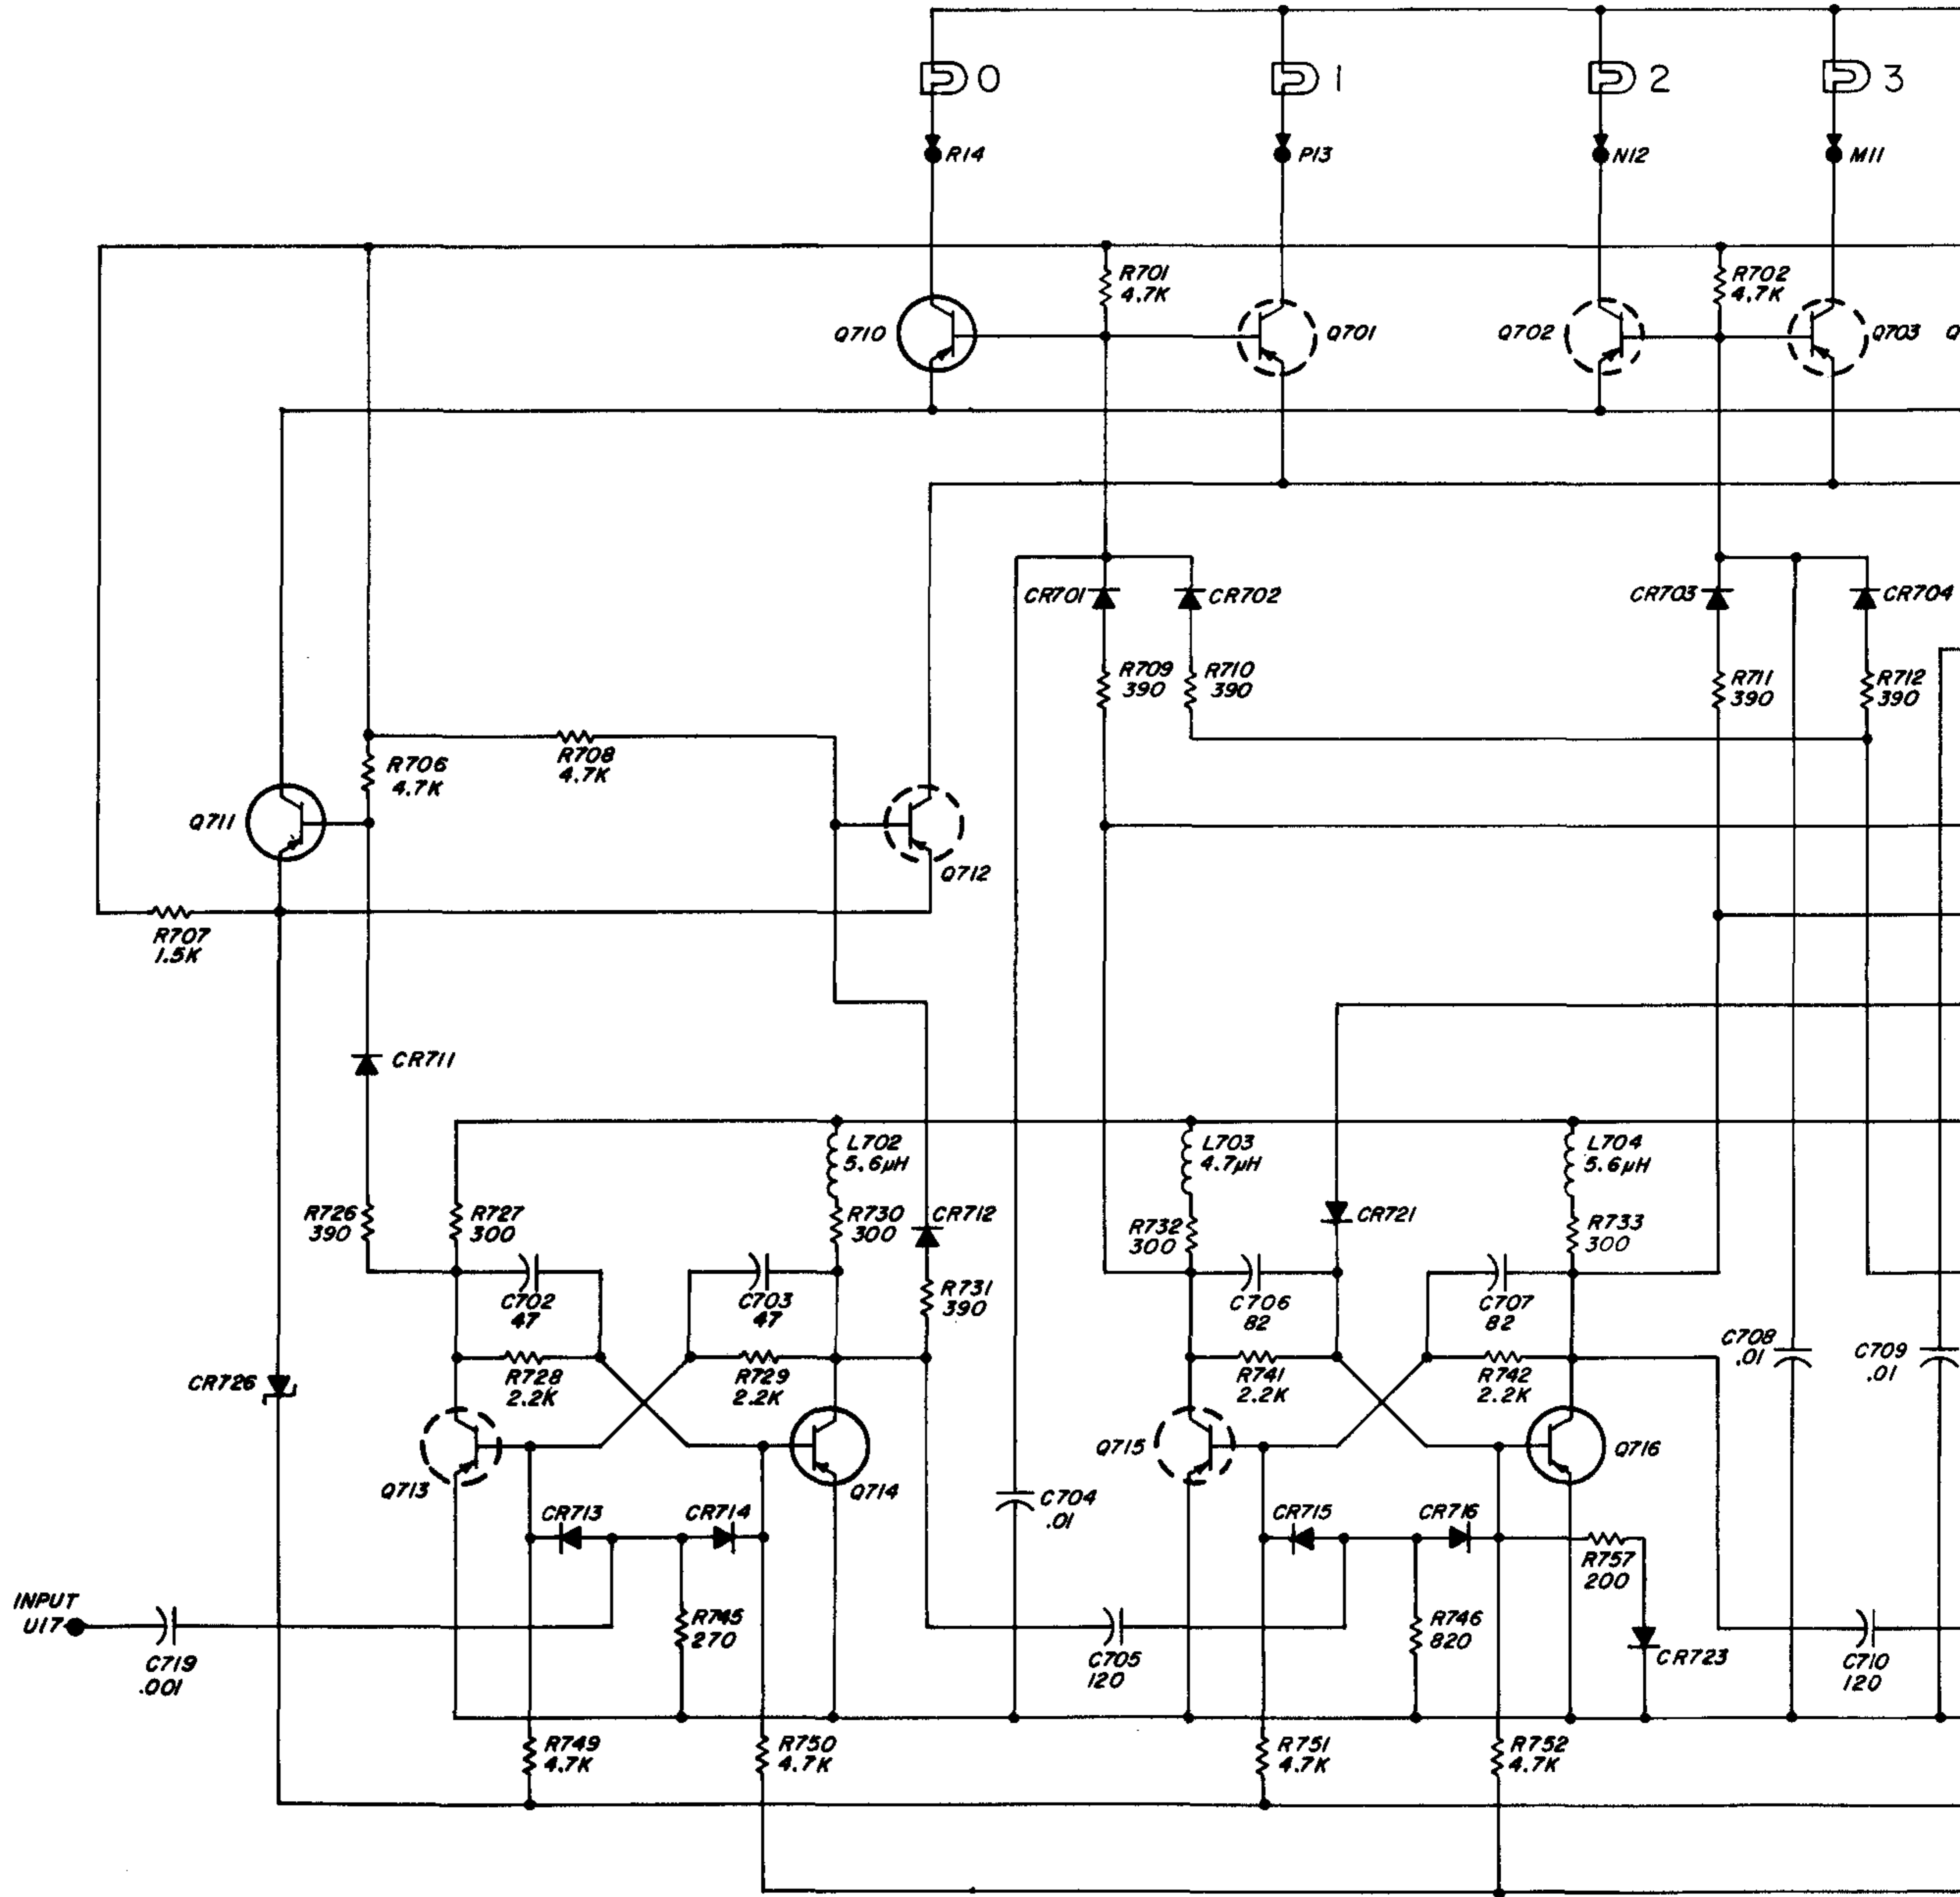 0
1
2
3
R14
P13
N12
M11
R701
4.7K
R702
4.7K
Q710
Q701
Q702
Q703
CR701
CR702
CR703
CR704
R709
390
R710
390
R711
390
R712
390
R706
4.7K
R708
4.7K
Q711
Q712
R707
1.5K
CR711
L702
5.6µH
L703
4.7µH
L704
5.6µH
R726
390
R727
300
R730
300
CR712
R732
300
CR721
R733
300
C702
47
C703
47
R731
390
C706
82
C707
82
C708
.01
C709
.01
CR726
R728
2.2K
R729
2.2K
R741
2.2K
R742
2.2K
Q713
Q714
Q715
Q716
C704
.01
CR713
CR714
CR715
CR716
R757
200
INPUT
U17
C719
.001
R745
270
C705
120
R746
820
CR723
C710
120
R749
4.7K
R750
4.7K
R751
4.7K
R752
4.7K